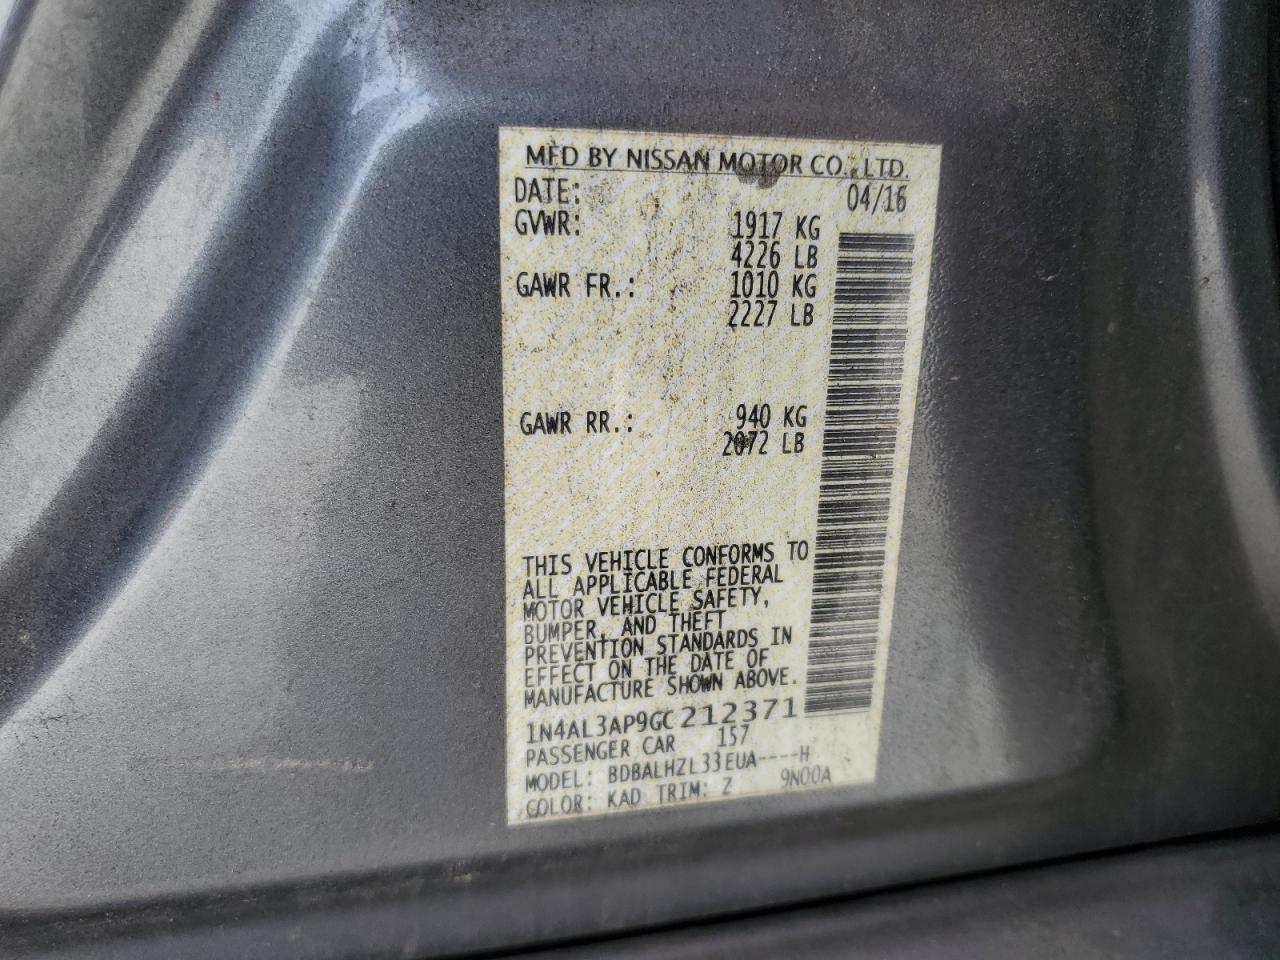 MFD BY NISSAN MOTOR CO., LTD.
DATE: 04/16
GVWR: 1917 KG
4226 LB
GAWR FR.: 1010 KG
2227 LB
GAWR RR.: 940 KG
2072 LB
THIS VEHICLE CONFORMS TO
ALL APPLICABLE FEDERAL
MOTOR VEHICLE SAFETY,
BUMPER, AND THEFT
PREVENTION STANDARDS IN
EFFECT ON THE DATE OF
MANUFACTURE SHOWN ABOVE.
1N4AL3AP9GC212371
PASSENGER CAR 157
MODEL: BDBALHZL33EUA----H
COLOR: KAD TRIM: Z 9N00A